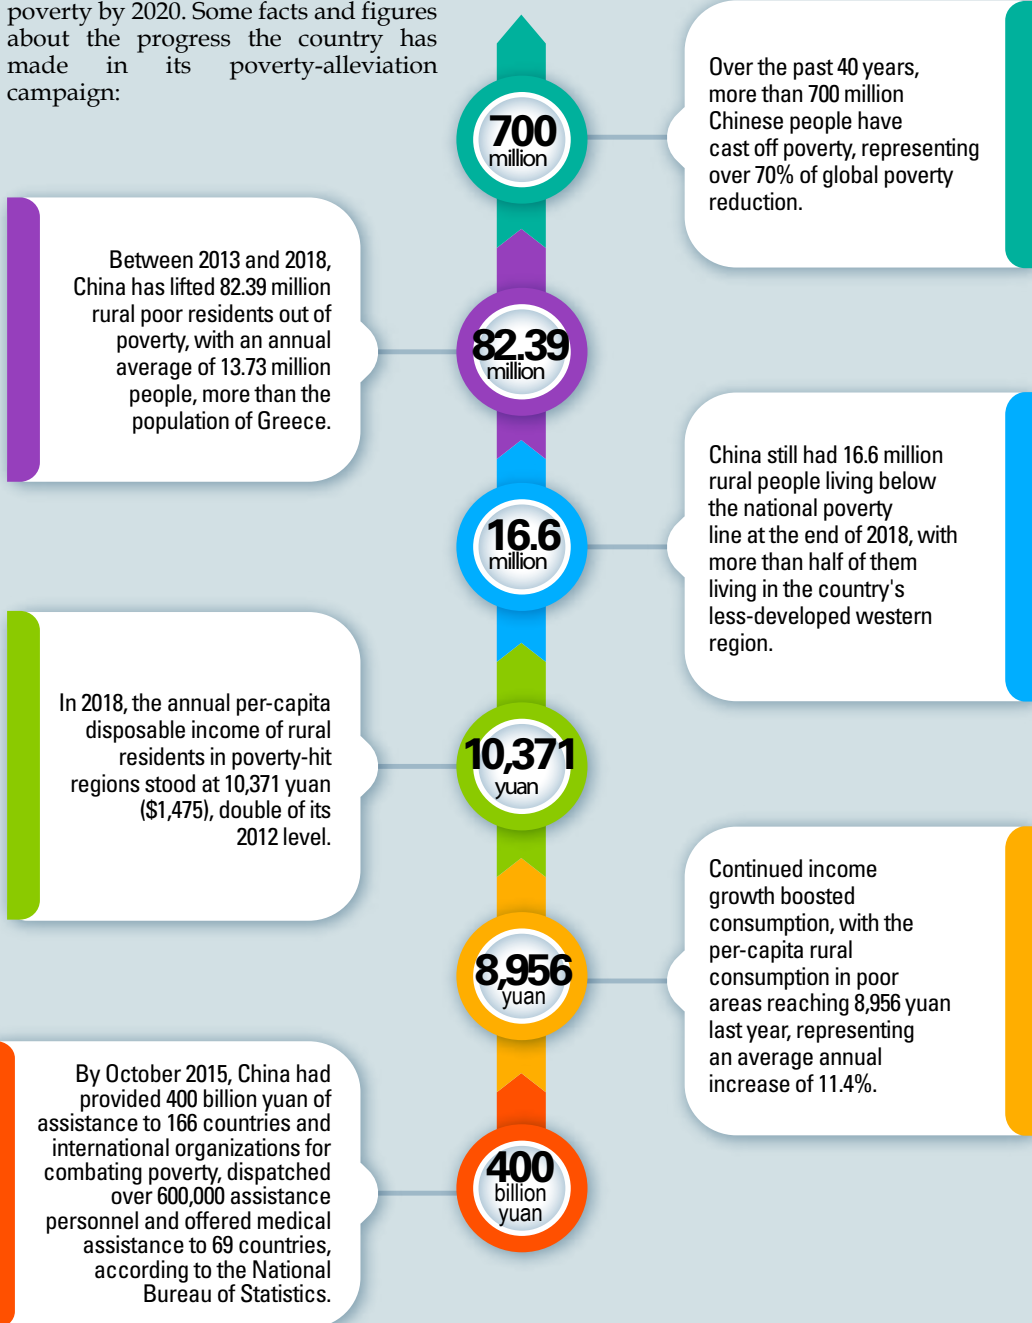 poverty by 2020. Some facts and figures
about the progress the country has
made in its poverty-alleviation
campaign:
700
million
Over the past 40 years,
more than 700 million
Chinese people have
cast off poverty, representing
over 70% of global poverty
reduction.
Between 2013 and 2018,
China has lifted 82.39 million
rural poor residents out of
poverty, with an annual
average of 13.73 million
people, more than the
population of Greece.
82.39
million
16.6
million
China still had 16.6 million
rural people living below
the national poverty
line at the end of 2018, with
more than half of them
living in the country's
less-developed western
region.
In 2018, the annual per-capita
disposable income of rural
residents in poverty-hit
regions stood at 10,371 yuan
($1,475), double of its
2012 level.
10,371
yuan
8,956
yuan
Continued income
growth boosted
consumption, with the
per-capita rural
consumption in poor
areas reaching 8,956 yuan
last year, representing
an average annual
increase of 11.4%.
By October 2015, China had
provided 400 billion yuan of
assistance to 166 countries and
international organizations for
combating poverty, dispatched
over 600,000 assistance
personnel and offered medical
assistance to 69 countries,
according to the National
Bureau of Statistics.
400
billion
yuan